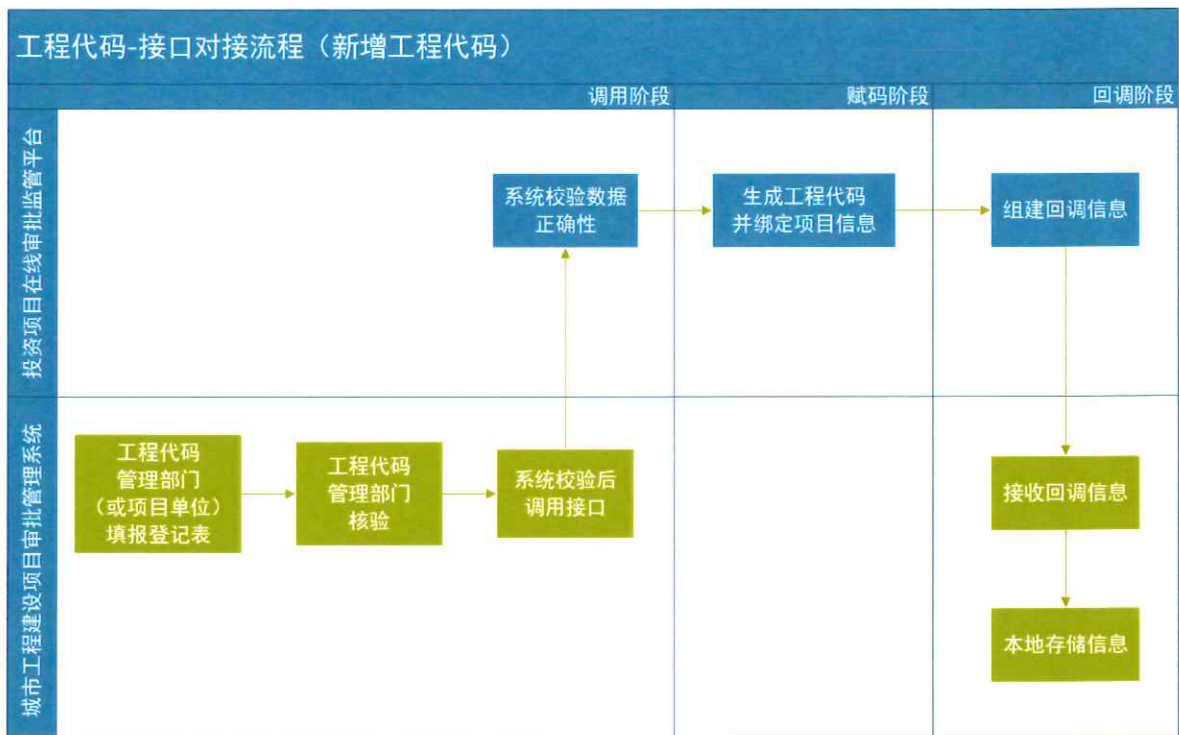 工程代码-接口对接流程（新增工程代码）
调用阶段
赋码阶段
回调阶段
投资项目在线审批监管平台
系统校验数据
正确性
生成工程代码
并绑定项目信息
组建回调信息
城市工程建设项目审批管理系统
工程代码
管理部门
（或项目单位）
填报登记表
工程代码
管理部门
核验
系统校验后
调用接口
接收回调信息
本地存储信息